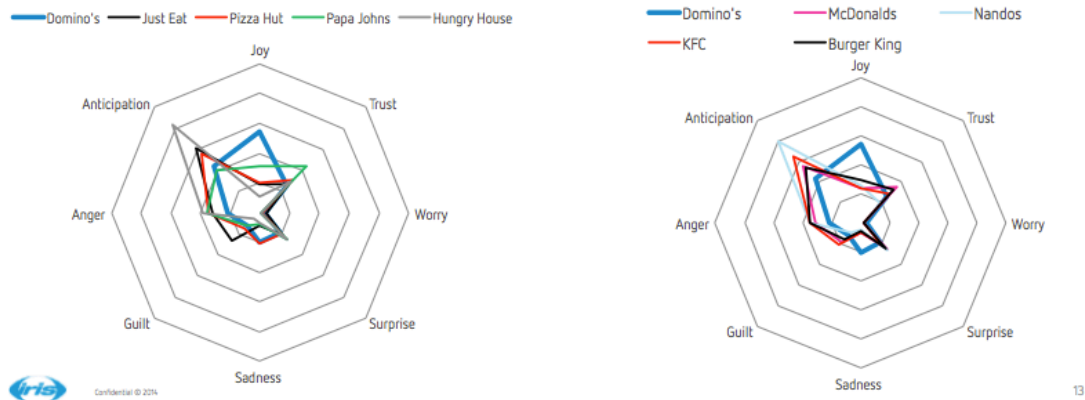 Domino's Just Eat Pizza Hut Papa Johns Hungry House
Joy
Anticipation Trust
Anger Worry
Guilt Surprise
Sadness
Domino's McDonalds Nandos
KFC Burger King
Joy
Anticipation Trust
Anger Worry
Guilt Surprise
Sadness
iris Confidential © 2014 13